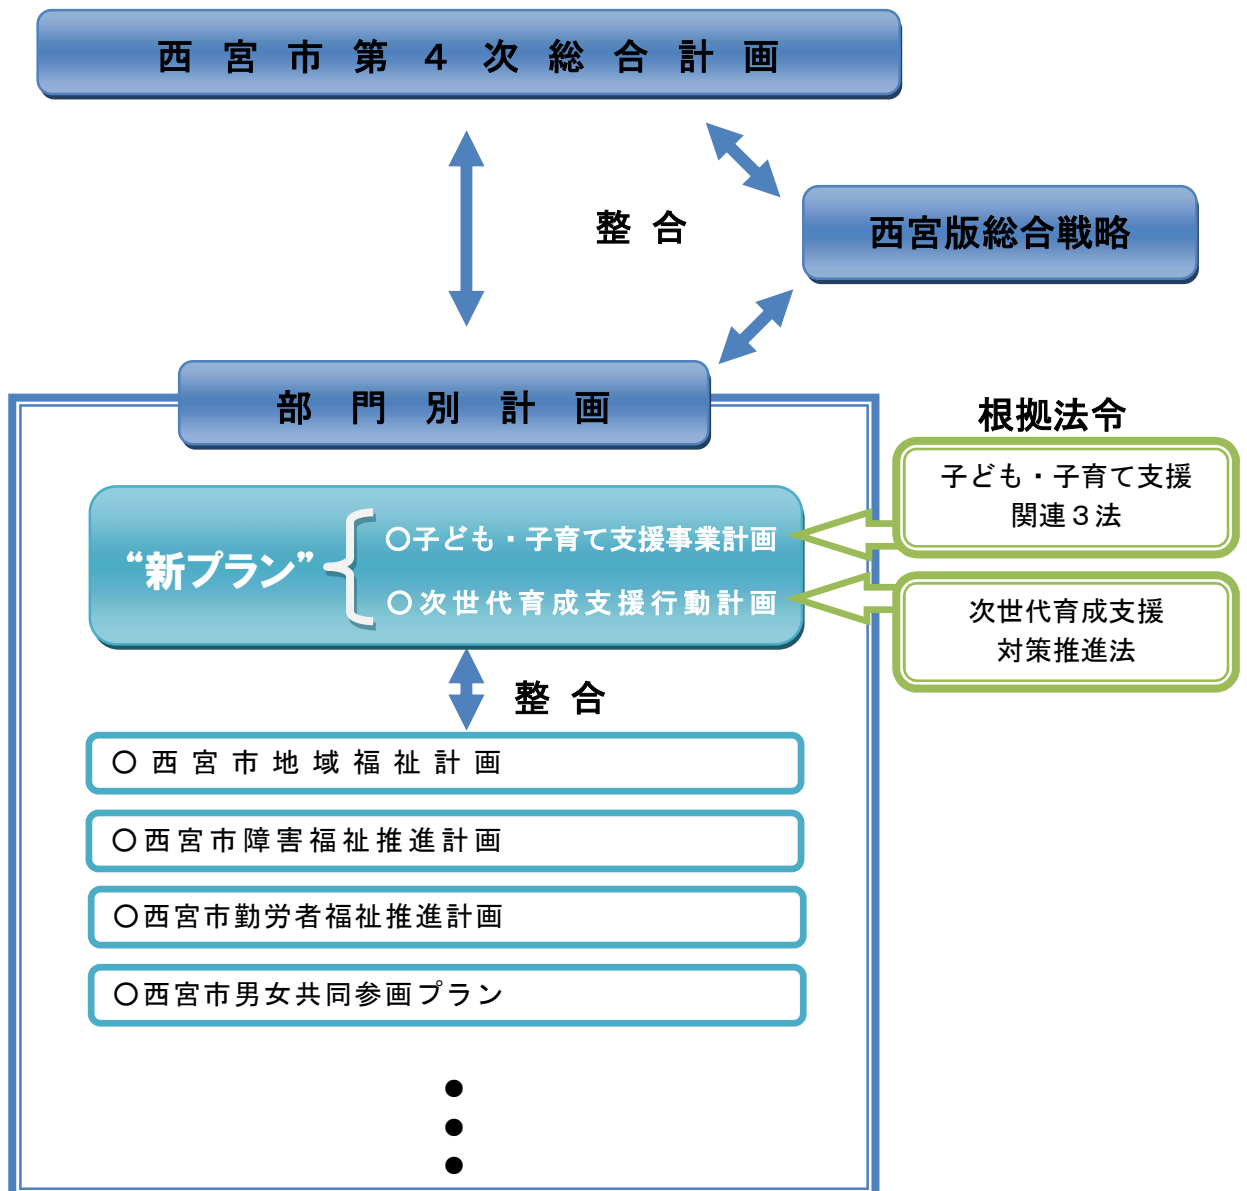 西宮市第４次総合計画
整合
西宮版総合戦略
部門別計画
根拠法令
子ども・子育て支援
関連３法
“新プラン”
○子ども・子育て支援事業計画
○次世代育成支援行動計画
次世代育成支援
対策推進法
整合
○西宮市地域福祉計画
○西宮市障害福祉推進計画
○西宮市勤労者福祉推進計画
○西宮市男女共同参画プラン